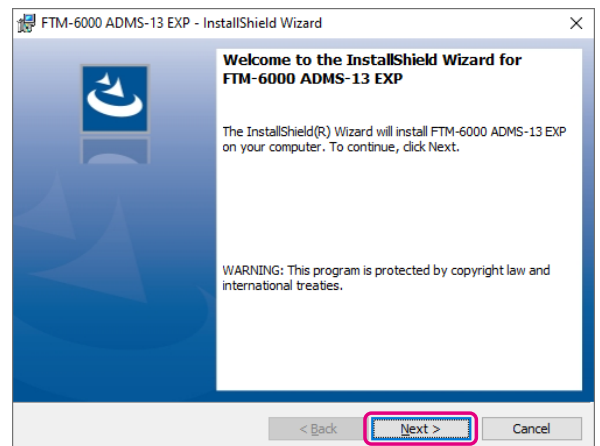 FTM-6000 ADMS-13 EXP - InstallShield Wizard
Welcome to the InstallShield Wizard for
FTM-6000 ADMS-13 EXP
The InstallShield(R) Wizard will install FTM-6000 ADMS-13 EXP
on your computer. To continue, click Next.
WARNING: This program is protected by copyright law and
international treaties.
< Back Next > Cancel